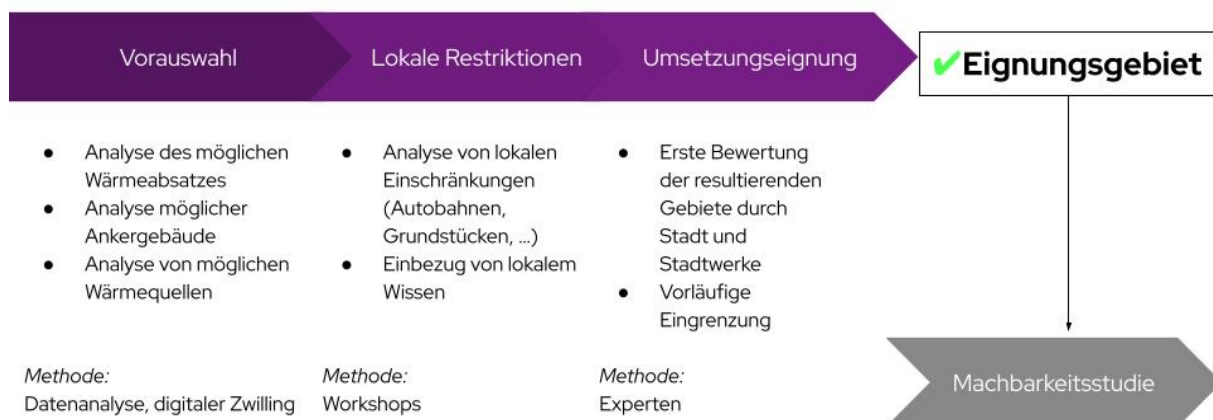 Vorauswahl
Lokale Restriktionen
Umsetzungseignung
✔Eignungsgebiet
● Analyse des möglichen
Wärmeabsatzes
● Analyse möglicher
Ankergebäude
● Analyse von möglichen
Wärmequellen
Methode:
Datenanalyse, digitaler Zwilling
● Analyse von lokalen
Einschränkungen
(Autobahnen,
Grundstücken, ...)
● Einbezug von lokalem
Wissen
Methode:
Workshops
● Erste Bewertung
der resultierenden
Gebiete durch
Stadt und
Stadtwerke
● Vorläufige
Eingrenzung
Methode:
Experten
Machbarkeitsstudie